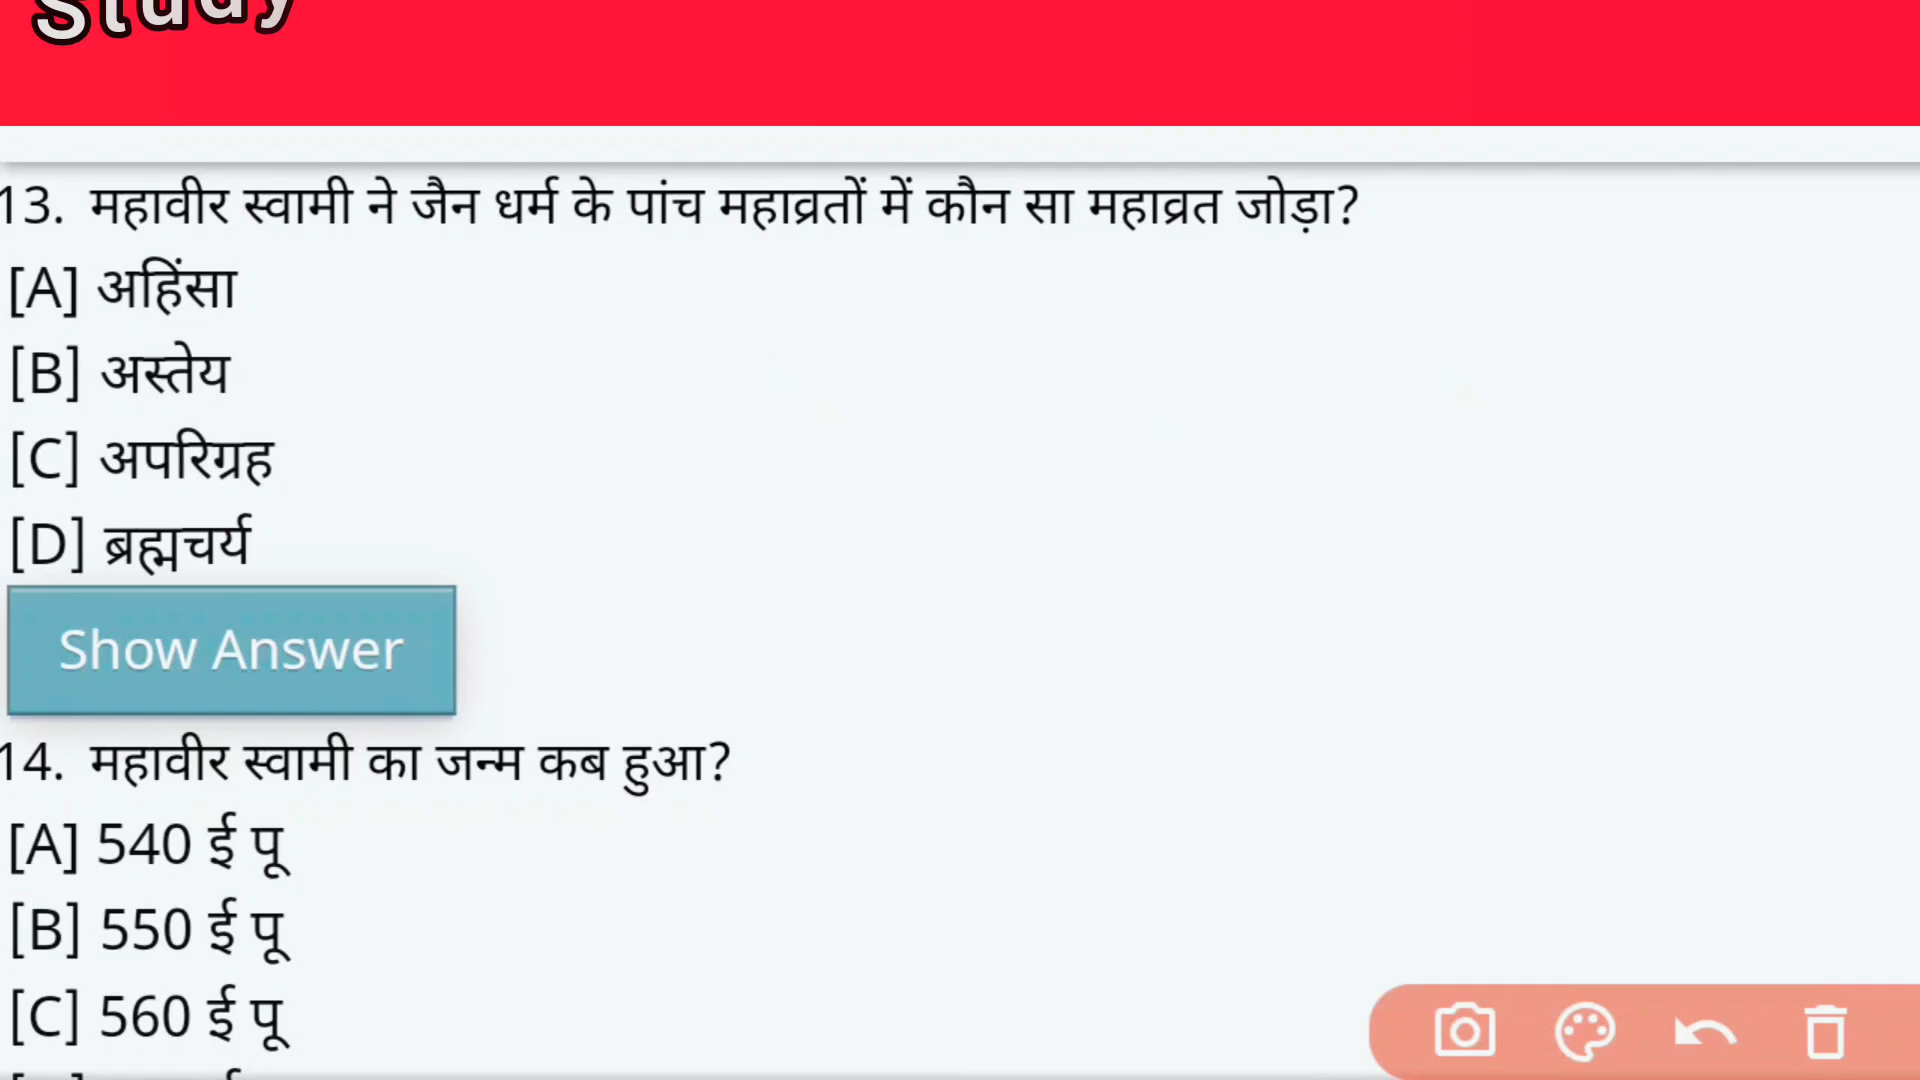 Study
13. महावीर स्वामी ने जैन धर्म के पांच महाव्रतों में कौन सा महाव्रत जोड़ा?
[A] अहिंसा
[B] अस्तेय
[C] अपरिग्रह
[D] ब्रह्मचर्य
Show Answer
14. महावीर स्वामी का जन्म कब हुआ?
[A] 540 ई पू
[B] 550 ई पू
[C] 560 ई पू